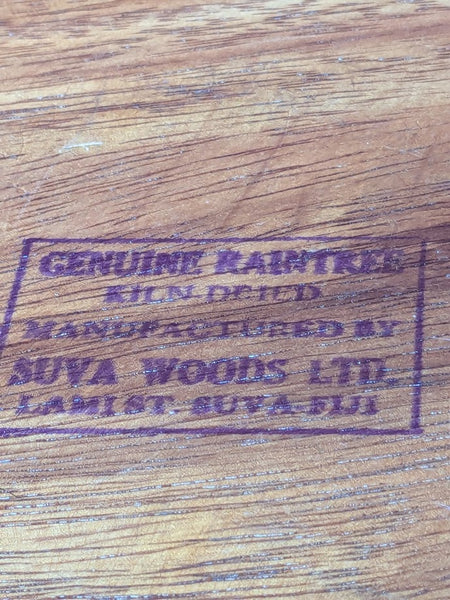 GENUINE RAINTREE
KILN DRIED
MANUFACTURED BY
SUVA WOODS LTD.
LAMI ST. SUVA. FIJI